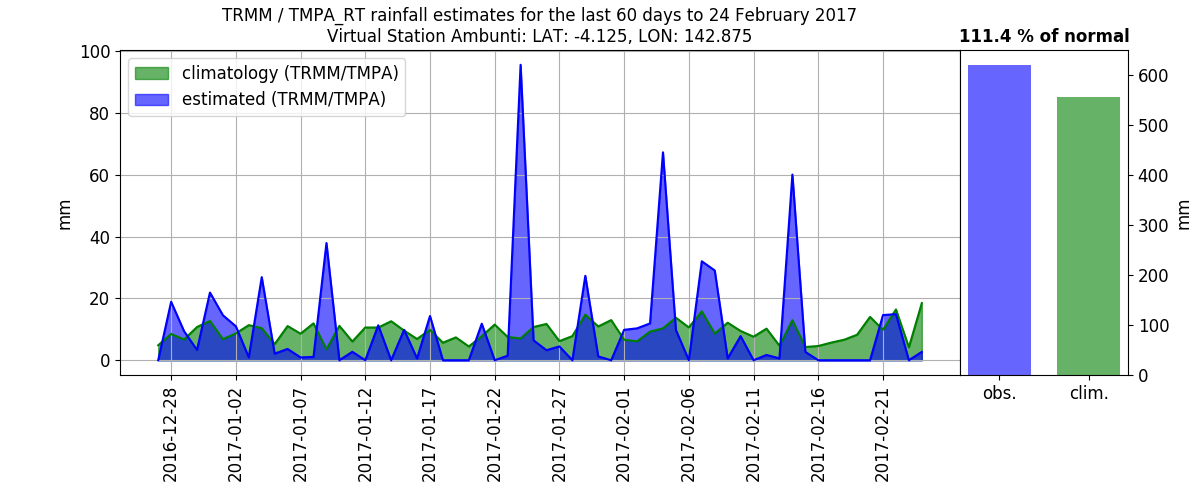 TRMM / TMPA_RT rainfall estimates for the last 60 days to 24 February 2017
Virtual Station Ambunti: LAT: -4.125, LON: 142.875
111.4 % of normal
climatology (TRMM/TMPA)
estimated (TRMM/TMPA)
100
80
60
40
20
0
mm
600
500
400
300
200
100
0
mm
obs.
clim.
2016-12-28
2017-01-02
2017-01-07
2017-01-12
2017-01-17
2017-01-22
2017-01-27
2017-02-01
2017-02-06
2017-02-11
2017-02-16
2017-02-21